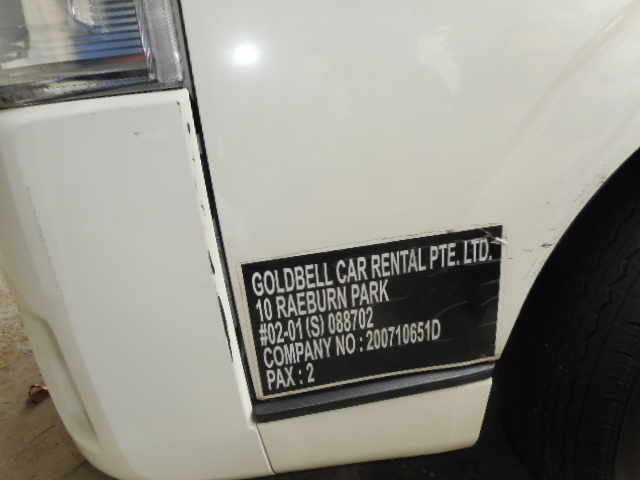 GOLDBELL CAR RENTAL PTE. LTD.
10 RAEBURN PARK
#02-01 (S) 088702
COMPANY NO : 200710651D
PAX : 2